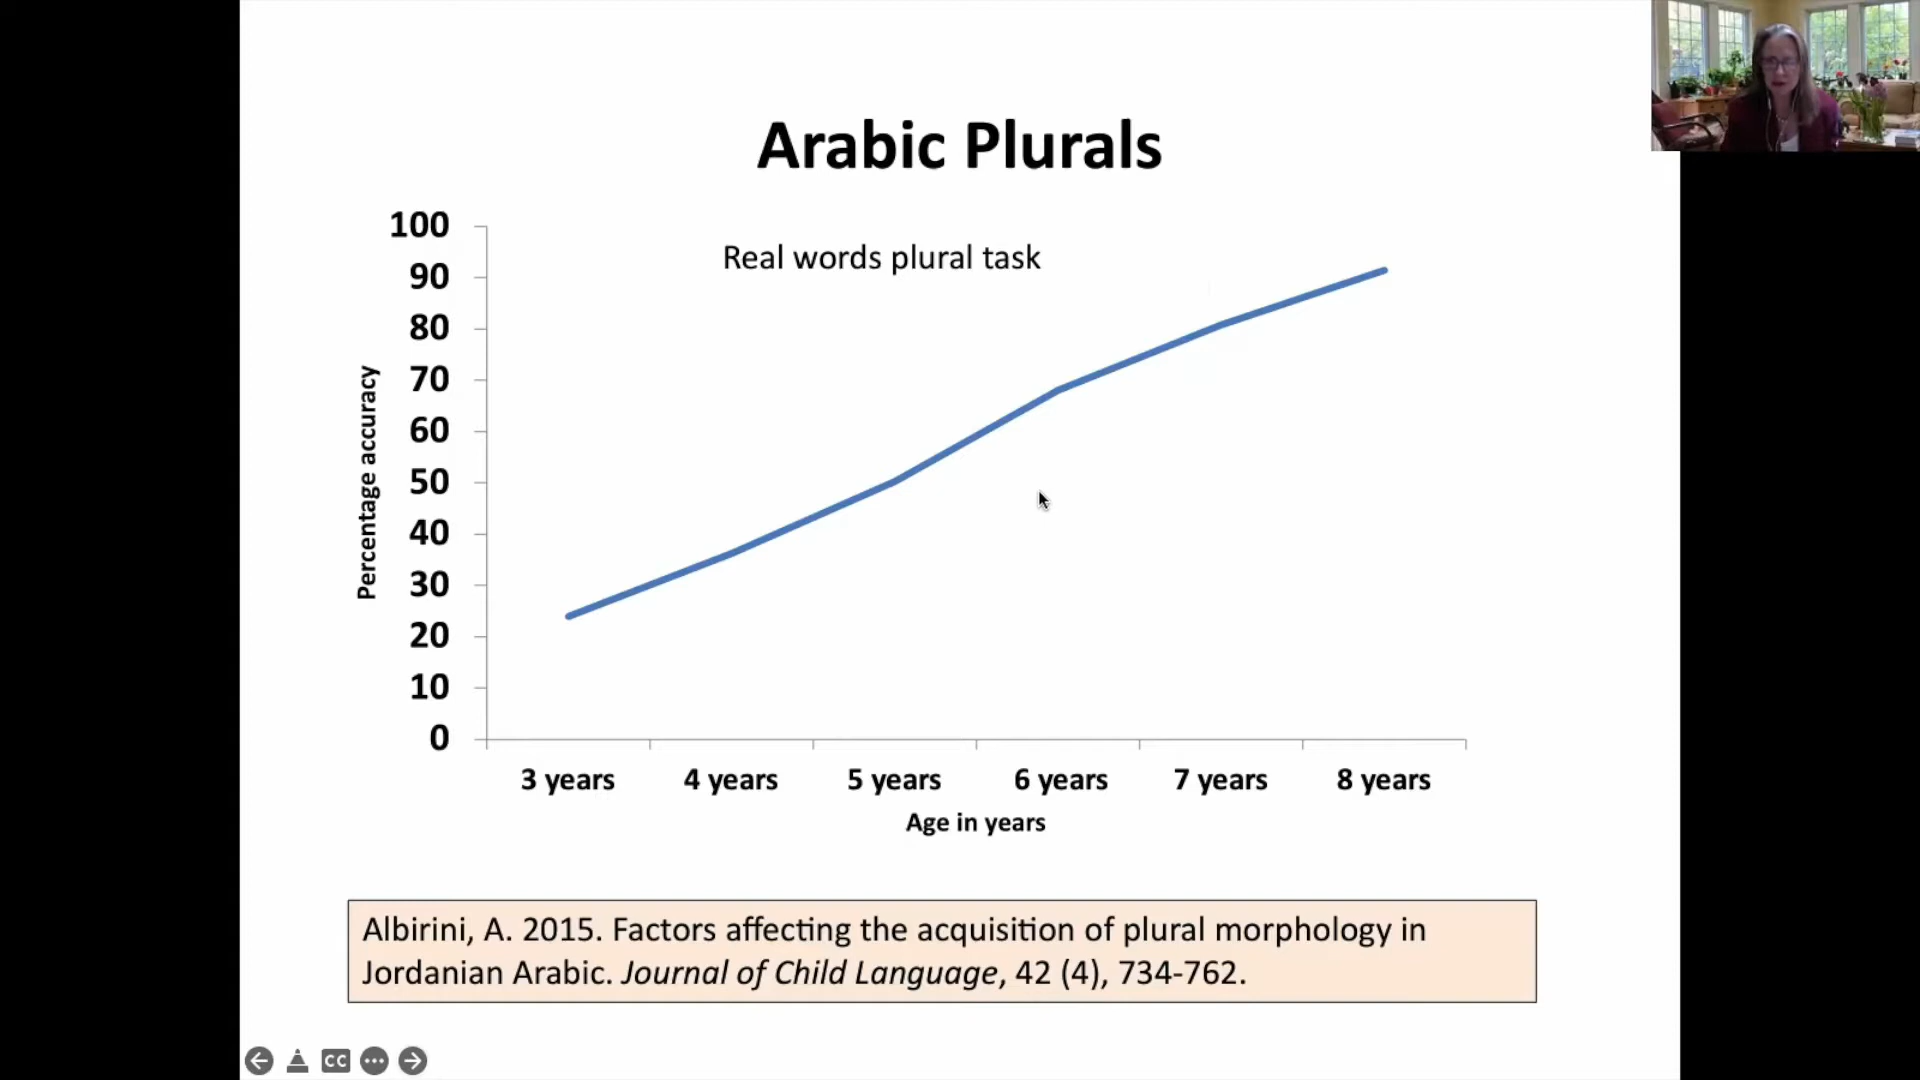 Arabic Plurals
Real words plural task
Percentage accuracy
100
90
80
70
60
50
40
30
20
10
0
3 years
4 years
5 years
6 years
7 years
8 years
Age in years
Albirini, A. 2015. Factors affecting the acquisition of plural morphology in
Jordanian Arabic. Journal of Child Language, 42 (4), 734-762.
CC